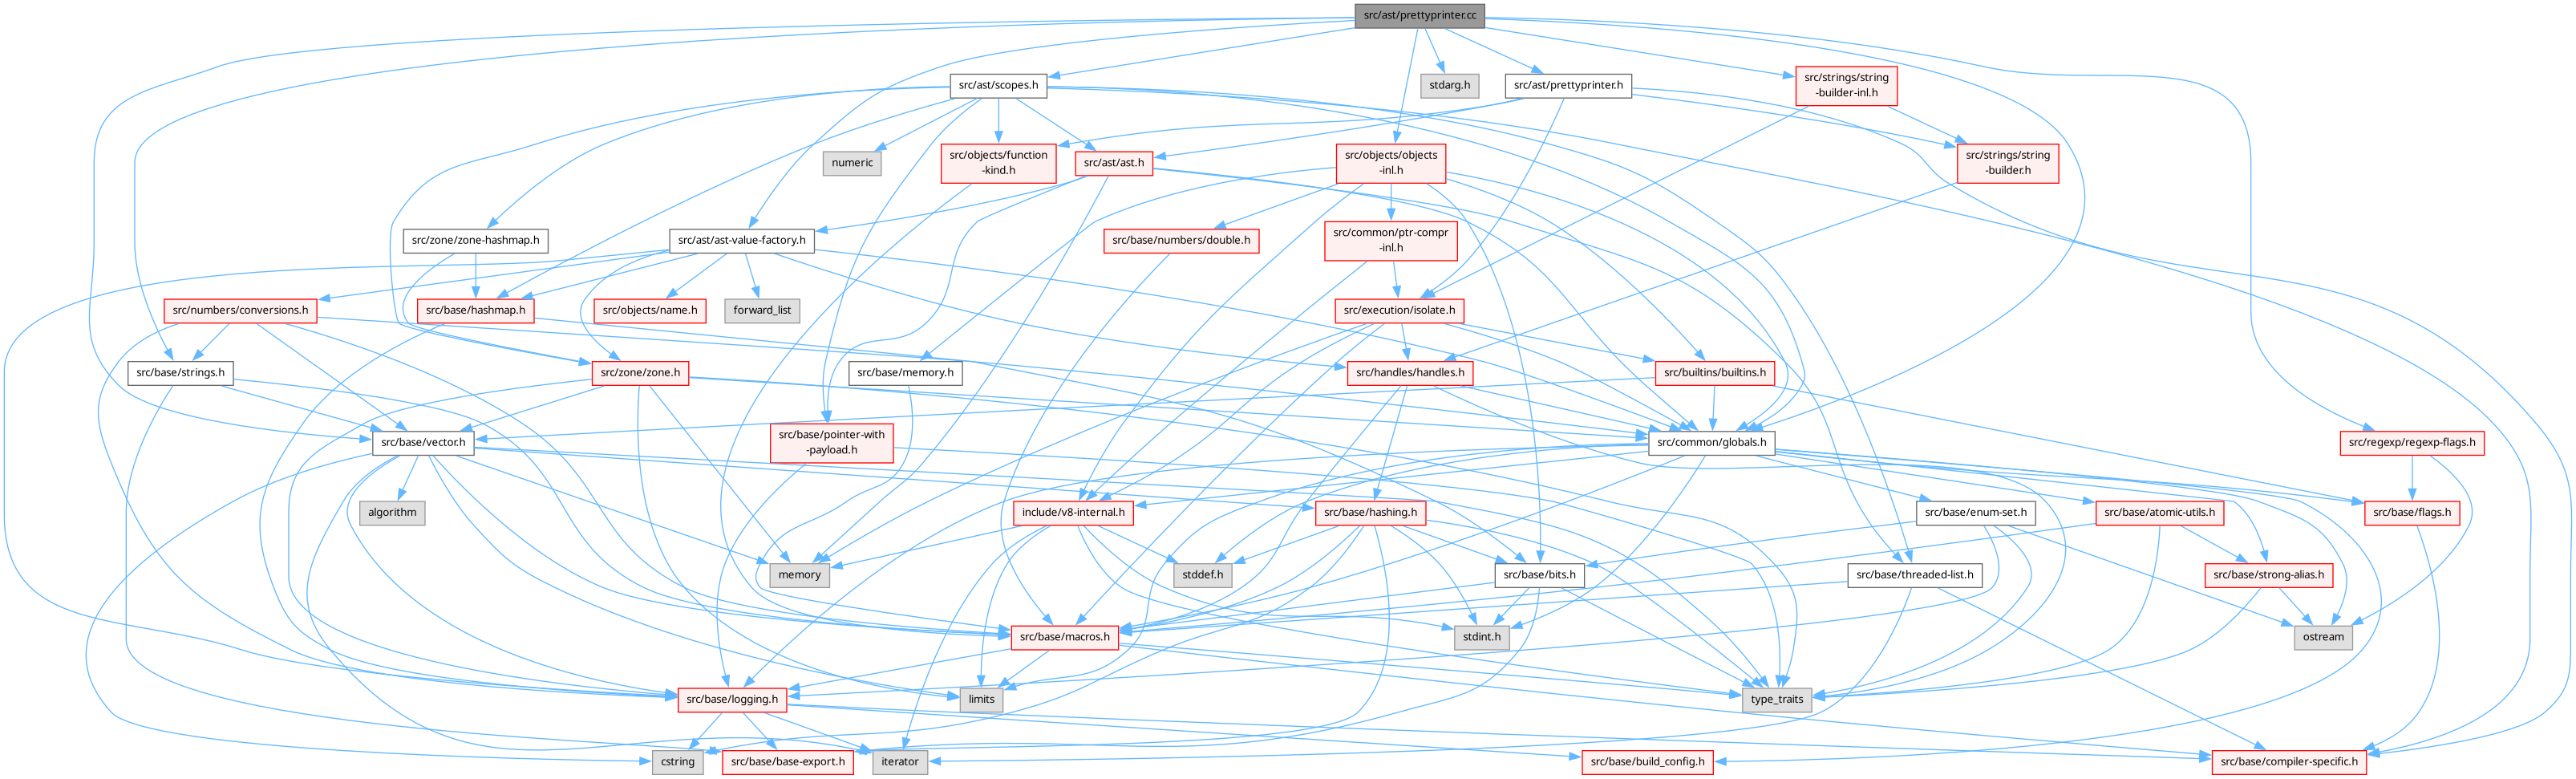 src/ast/prettyprinter.cc
src/ast/scopes.h
stdarg.h
src/ast/prettyprinter.h
src/strings/string
-builder-inl.h
numeric
src/objects/function
-kind.h
src/ast/ast.h
src/objects/objects
-inl.h
src/strings/string
-builder.h
src/zone/zone-hashmap.h
src/ast/ast-value-factory.h
src/base/numbers/double.h
src/common/ptr-compr
-inl.h
src/numbers/conversions.h
src/base/hashmap.h
src/objects/name.h
forward_list
src/execution/isolate.h
src/base/strings.h
src/zone/zone.h
src/base/memory.h
src/handles/handles.h
src/builtins/builtins.h
src/base/vector.h
src/base/pointer-with
-payload.h
src/common/globals.h
src/regexp/regexp-flags.h
algorithm
include/v8-internal.h
src/base/hashing.h
src/base/enum-set.h
src/base/atomic-utils.h
src/base/flags.h
memory
stddef.h
src/base/bits.h
src/base/threaded-list.h
src/base/strong-alias.h
src/base/macros.h
stdint.h
ostream
src/base/logging.h
limits
type_traits
cstring
src/base/base-export.h
iterator
src/base/build_config.h
src/base/compiler-specific.h